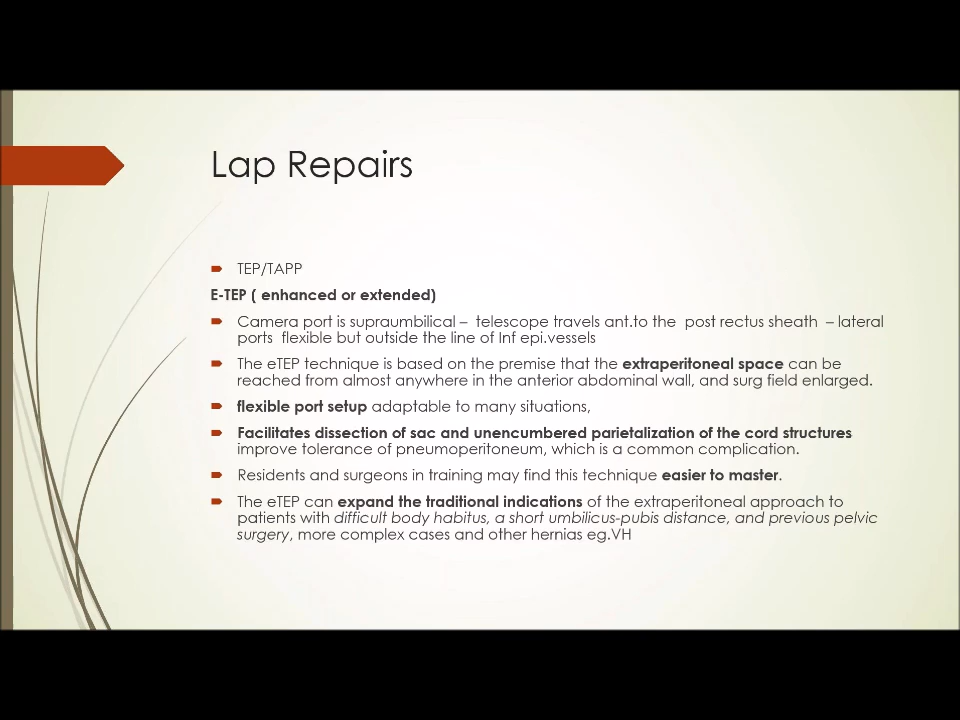 Lap Repairs
TEP/TAPP
E-TEP ( enhanced or extended)
Camera port is supraumbilical – telescope travels ant.to the post rectus sheath – lateral
ports flexible but outside the line of Inf epi.vessels
The eTEP technique is based on the premise that the extraperitoneal space can be
reached from almost anywhere in the anterior abdominal wall, and surg field enlarged.
flexible port setup adaptable to many situations,
Facilitates dissection of sac and unencumbered parietalization of the cord structures
improve tolerance of pneumoperitoneum, which is a common complication.
Residents and surgeons in training may find this technique easier to master.
The eTEP can expand the traditional indications of the extraperitoneal approach to
patients with difficult body habitus, a short umbilicus-pubis distance, and previous pelvic
surgery, more complex cases and other hernias eg.VH